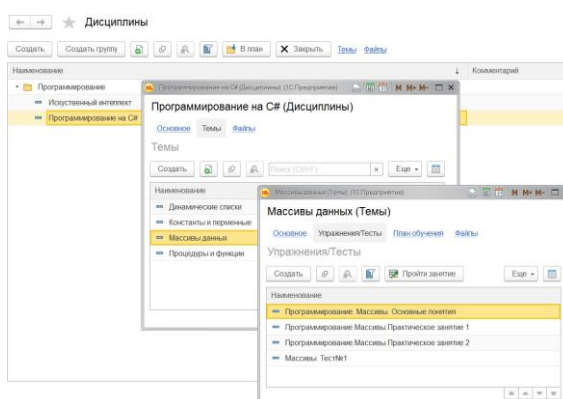 Дисциплины
Создать Создать группу В план Закрыть Темы Файлы
Наименование ↓ Комментарий
Программирование
Искуственный интеллект
Программирование на C#
Программирование на C# (Дисциплины) (1С:Предприятие) M M+ M-
Программирование на C# (Дисциплины)
Основное Темы Файлы
Темы
Создать Поиск (Ctrl+F) × Еще
Наименование
Динамические списки
Константы и перменные
Массивы данных
Процедуры и функции
Массивы данных (Темы) (1С:Предприятие) M M+ M-
Массивы данных (Темы)
Основное Упражнения/Тесты План обучения Файлы
Упражнения/Тесты
Создать Пройти занятие Еще
Наименование
Программирование. Массивы. Основные понятия
Программирование.Массивы.Практическое занятие 1
Программирование.Массивы.Практическое занятие 2
Массивы. Тест№1